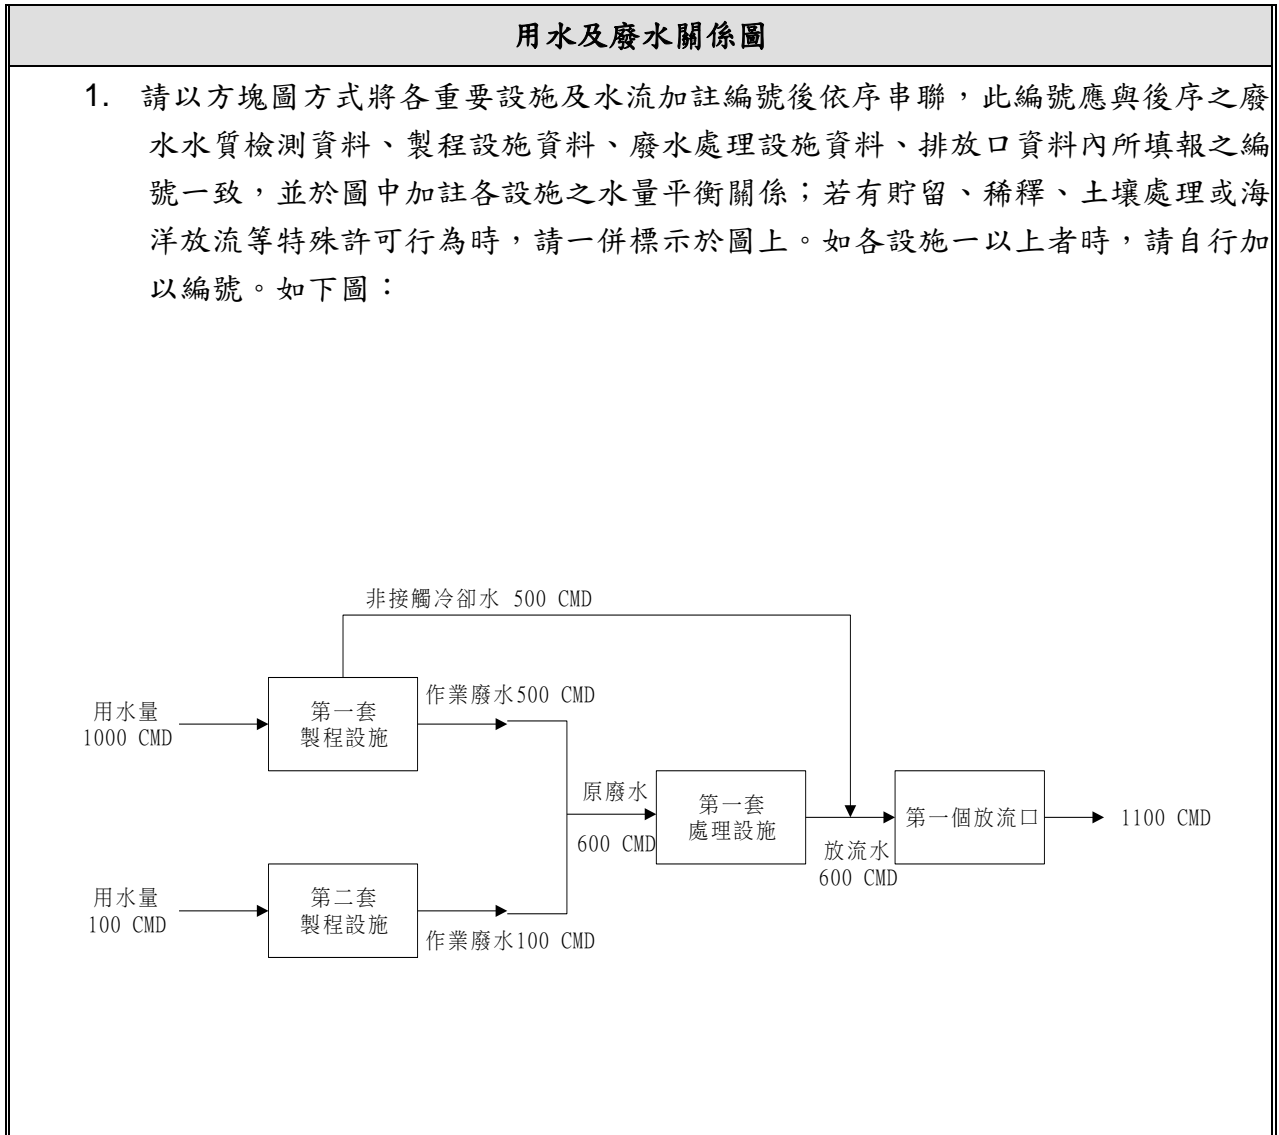 用水及廢水關係圖
1. 請以方塊圖方式將各重要設施及水流加註編號後依序串聯，此編號應與後序之廢
水水質檢測資料、製程設施資料、廢水處理設施資料、排放口資料內所填報之編
號一致，並於圖中加註各設施之水量平衡關係；若有貯留、稀釋、土壤處理或海
洋放流等特殊許可行為時，請一併標示於圖上。如各設施一以上者時，請自行加
以編號。如下圖：
非接觸冷卻水 500 CMD
用水量
1000 CMD
第一套
製程設施
作業廢水500 CMD
原廢水
600 CMD
第一套
處理設施
放流水
600 CMD
第一個放流口
1100 CMD
用水量
100 CMD
第二套
製程設施
作業廢水100 CMD